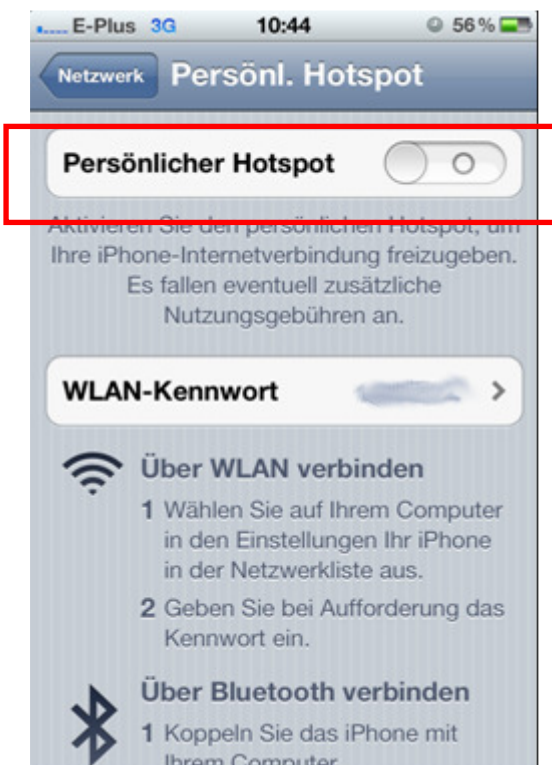 E-Plus 3G 10:44 56 %
Netzwerk Persönl. Hotspot
Persönlicher Hotspot
Aktivieren Sie den persönlichen Hotspot, um
Ihre iPhone-Internetverbindung freizugeben.
Es fallen eventuell zusätzliche
Nutzungsgebühren an.
WLAN-Kennwort
Über WLAN verbinden
1 Wählen Sie auf Ihrem Computer
in den Einstellungen Ihr iPhone
in der Netzwerkliste aus.
2 Geben Sie bei Aufforderung das
Kennwort ein.
Über Bluetooth verbinden
1 Koppeln Sie das iPhone mit
Ihrem Computer